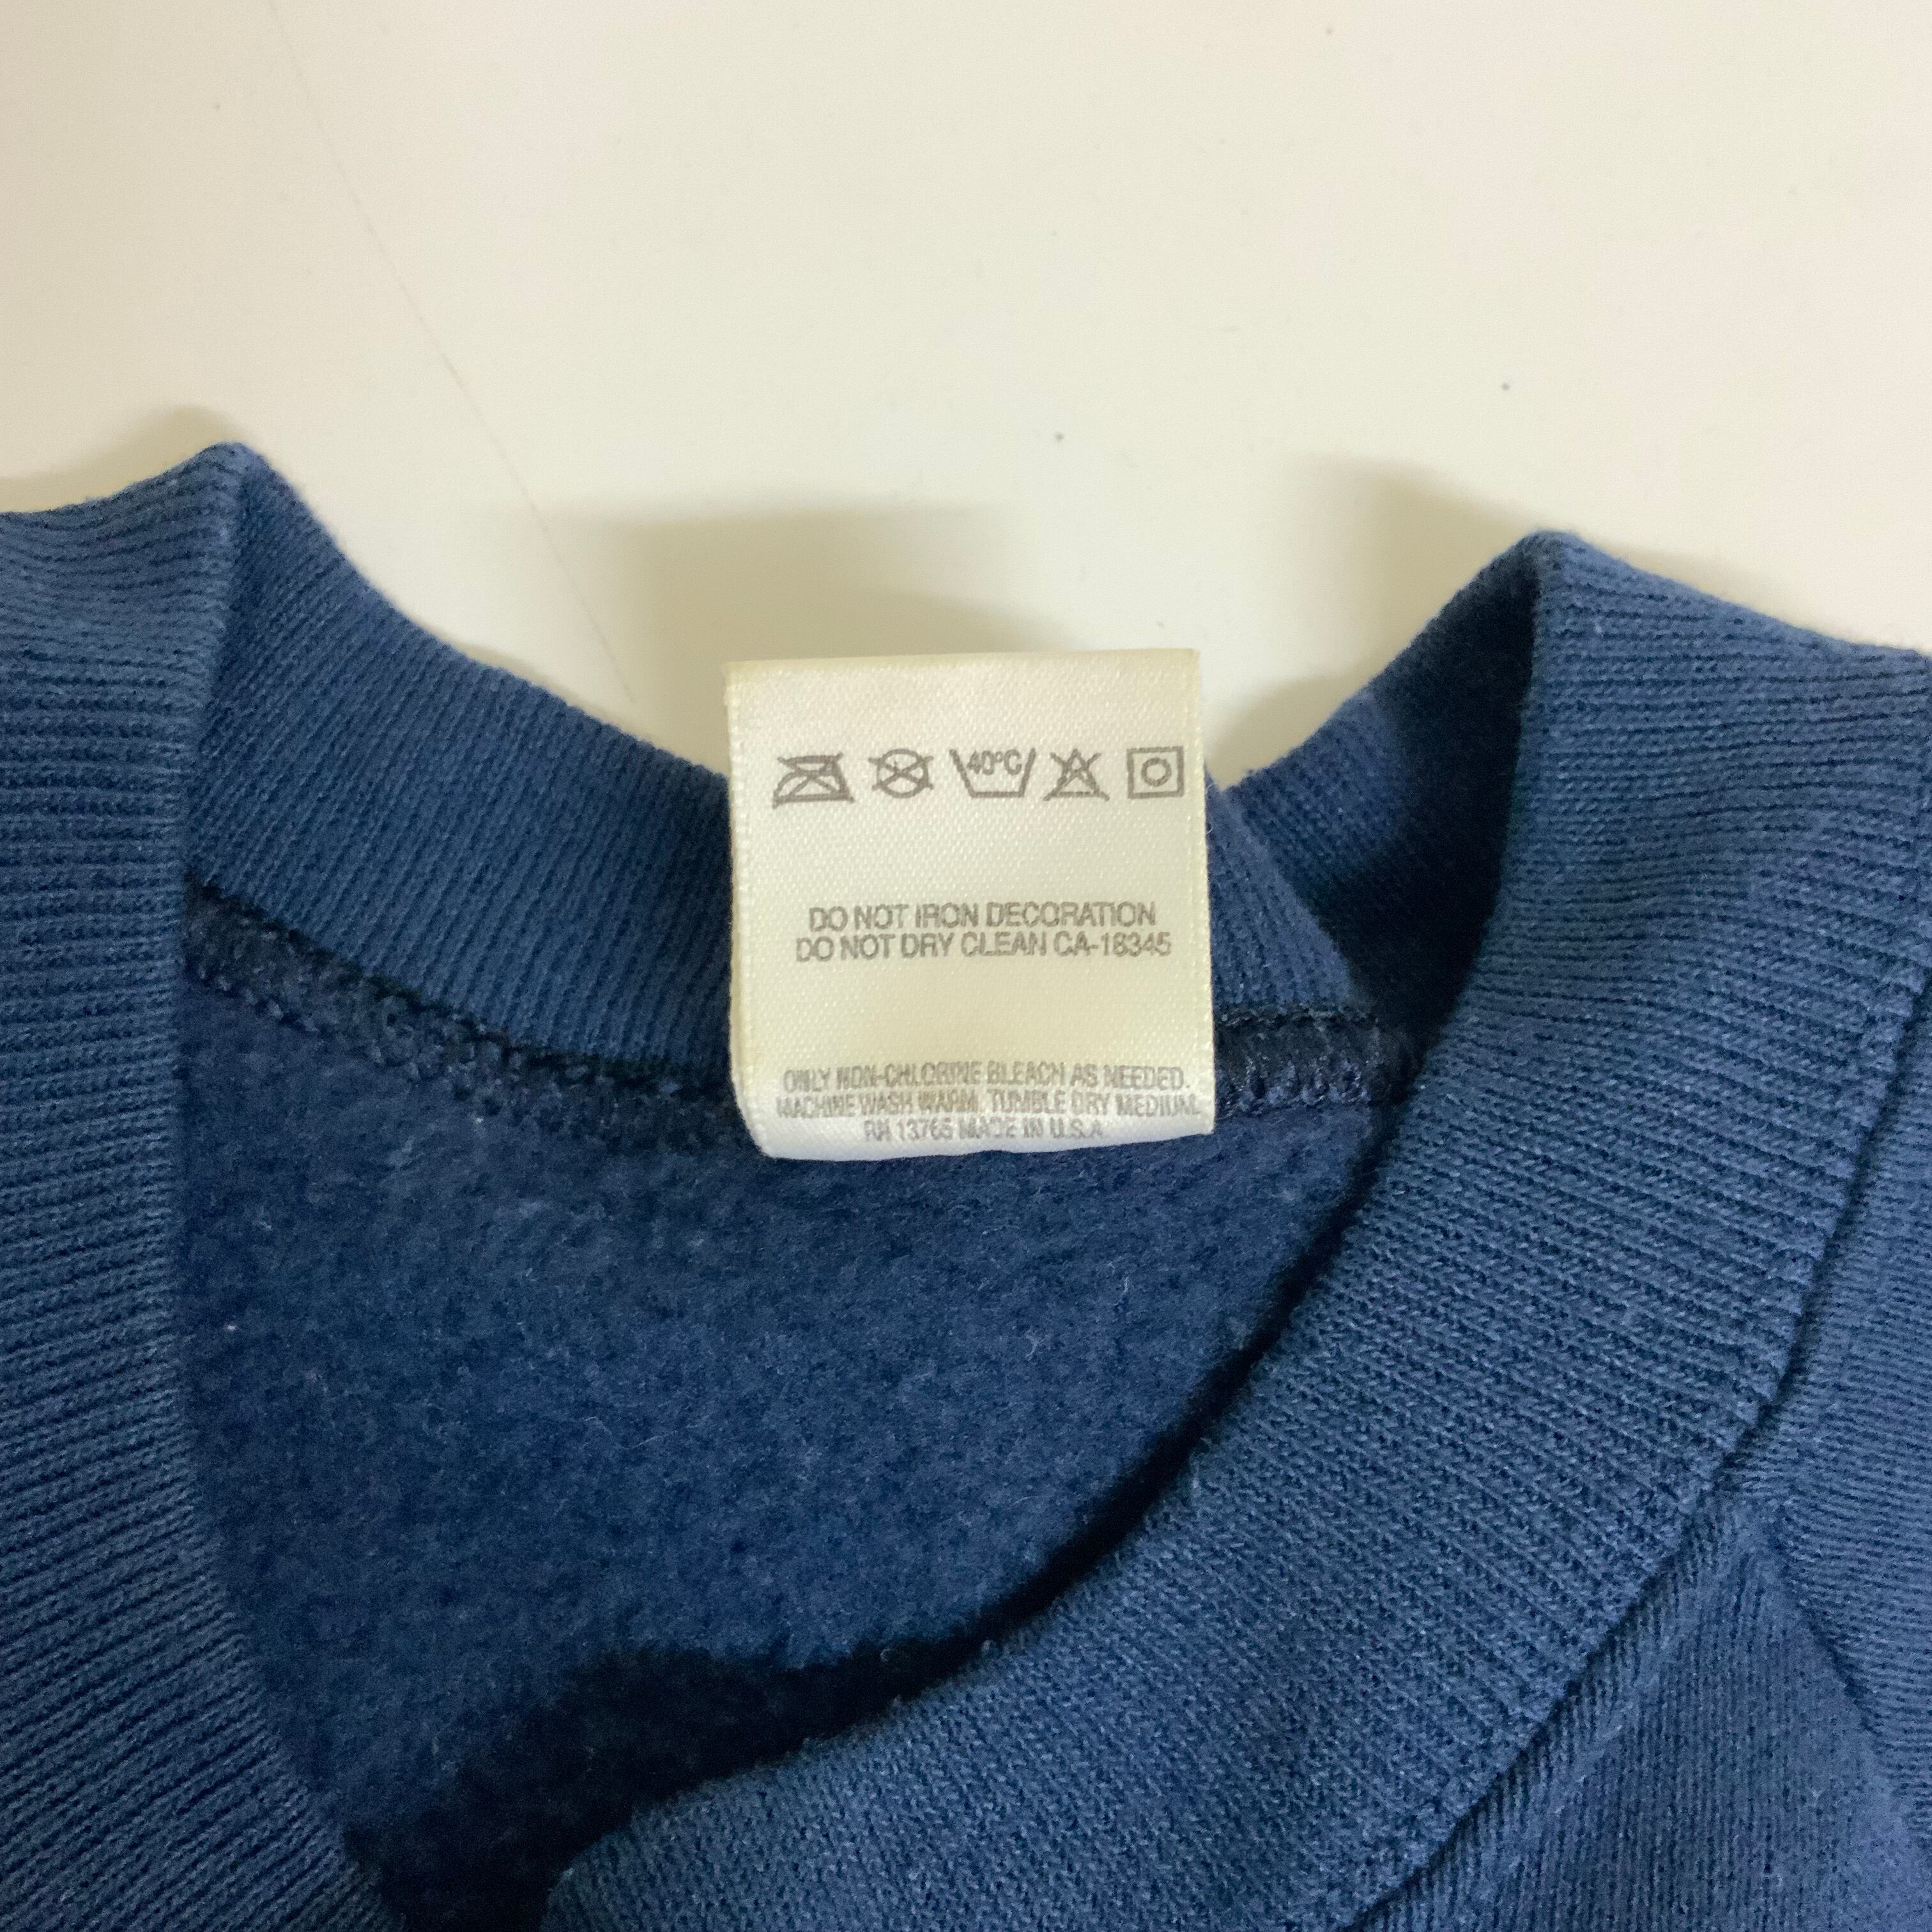 40°C
DO NOT IRON DECORATION
DO NOT DRY CLEAN CA-18345
ONLY NON-CHLORINE BLEACH AS NEEDED.
MACHINE WASH WARM, TUMBLE DRY MEDIUM.
RN 13765 MADE IN U.S.A